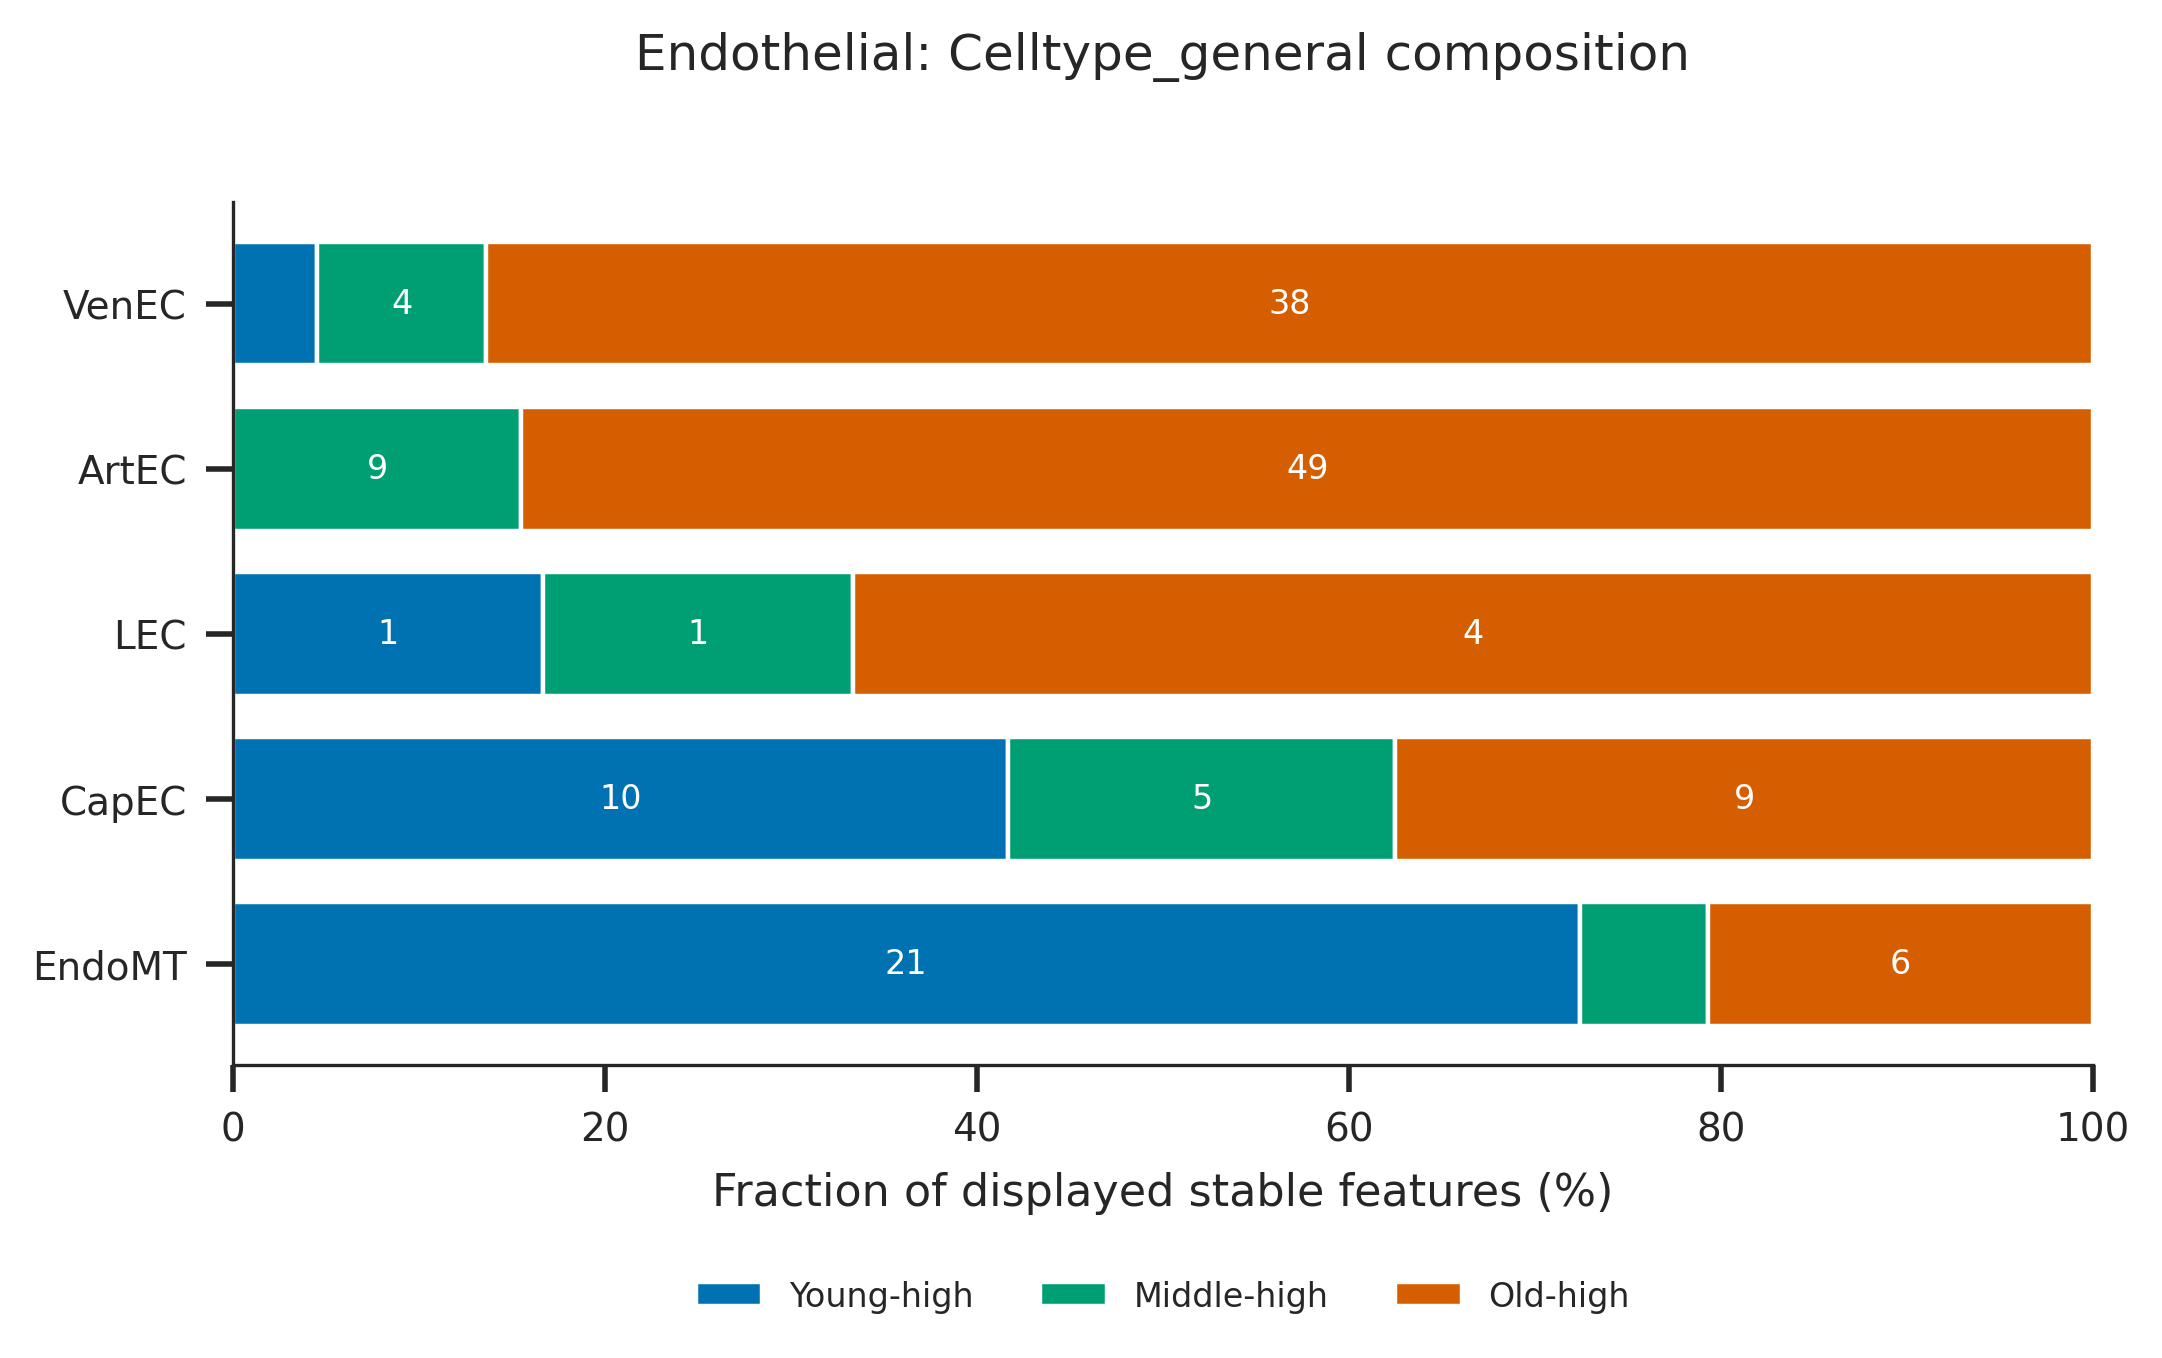 Endothelial: Celltype_general composition
VenEC 4 38
ArtEC 9 49
LEC 1 1 4
CapEC 10 5 9
EndoMT 21 6
0 20 40 60 80 100
Fraction of displayed stable features (%)
Young-high Middle-high Old-high